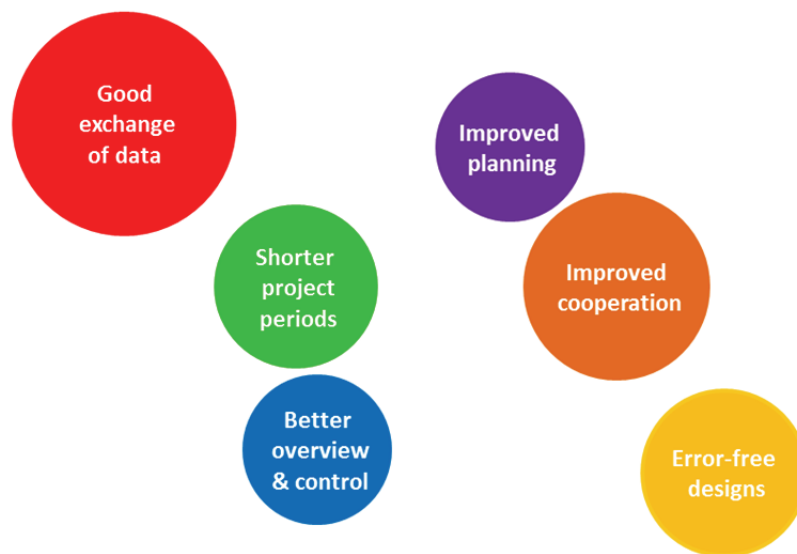 Good
exchange
of data
Improved
planning
Shorter
project
periods
Improved
cooperation
Better
overview
& control
Error-free
designs